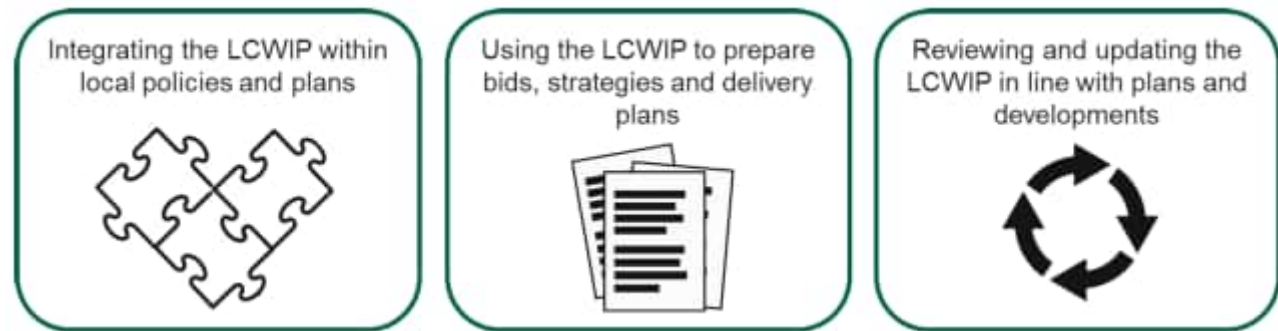 Integrating the LCWIP within
local policies and plans
Using the LCWIP to prepare
bids, strategies and delivery
plans
Reviewing and updating the
LCWIP in line with plans and
developments